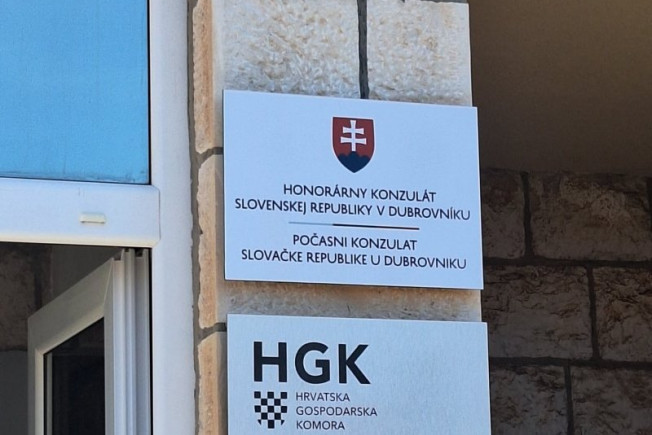 HONORÁRNY KONZULÁT
SLOVENSKEJ REPUBLIKY V DUBROVNÍKU
POČASNI KONZULAT
SLOVAČKE REPUBLIKE U DUBROVNIKU
HGK
HRVATSKA
GOSPODARSKA
KOMORA